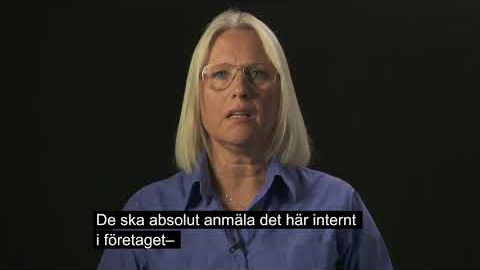 De ska absolut anmäla det här internt
i företaget–